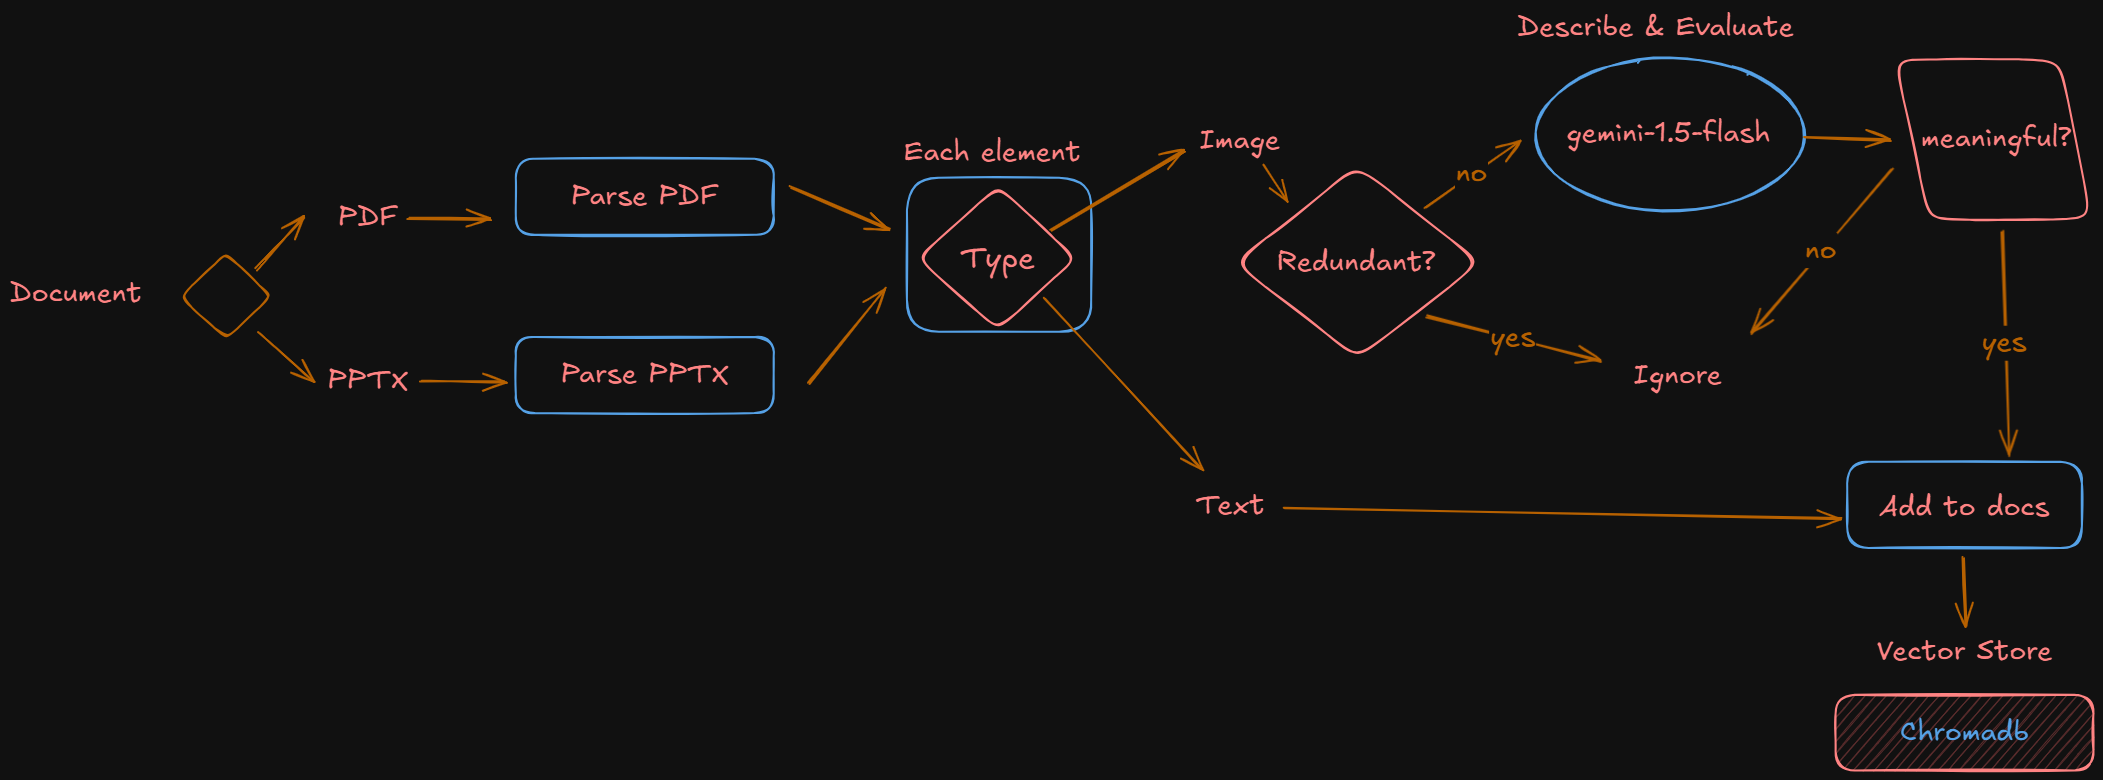 Describe & Evaluate
gemini-1.5-flash
meaningful?
Each element
Image
no
Parse PDF
PDF
Type
Redundant?
no
Document
yes
yes
Parse PPTX
PPTX
Ignore
Text
Add to docs
Vector Store
Chromadb